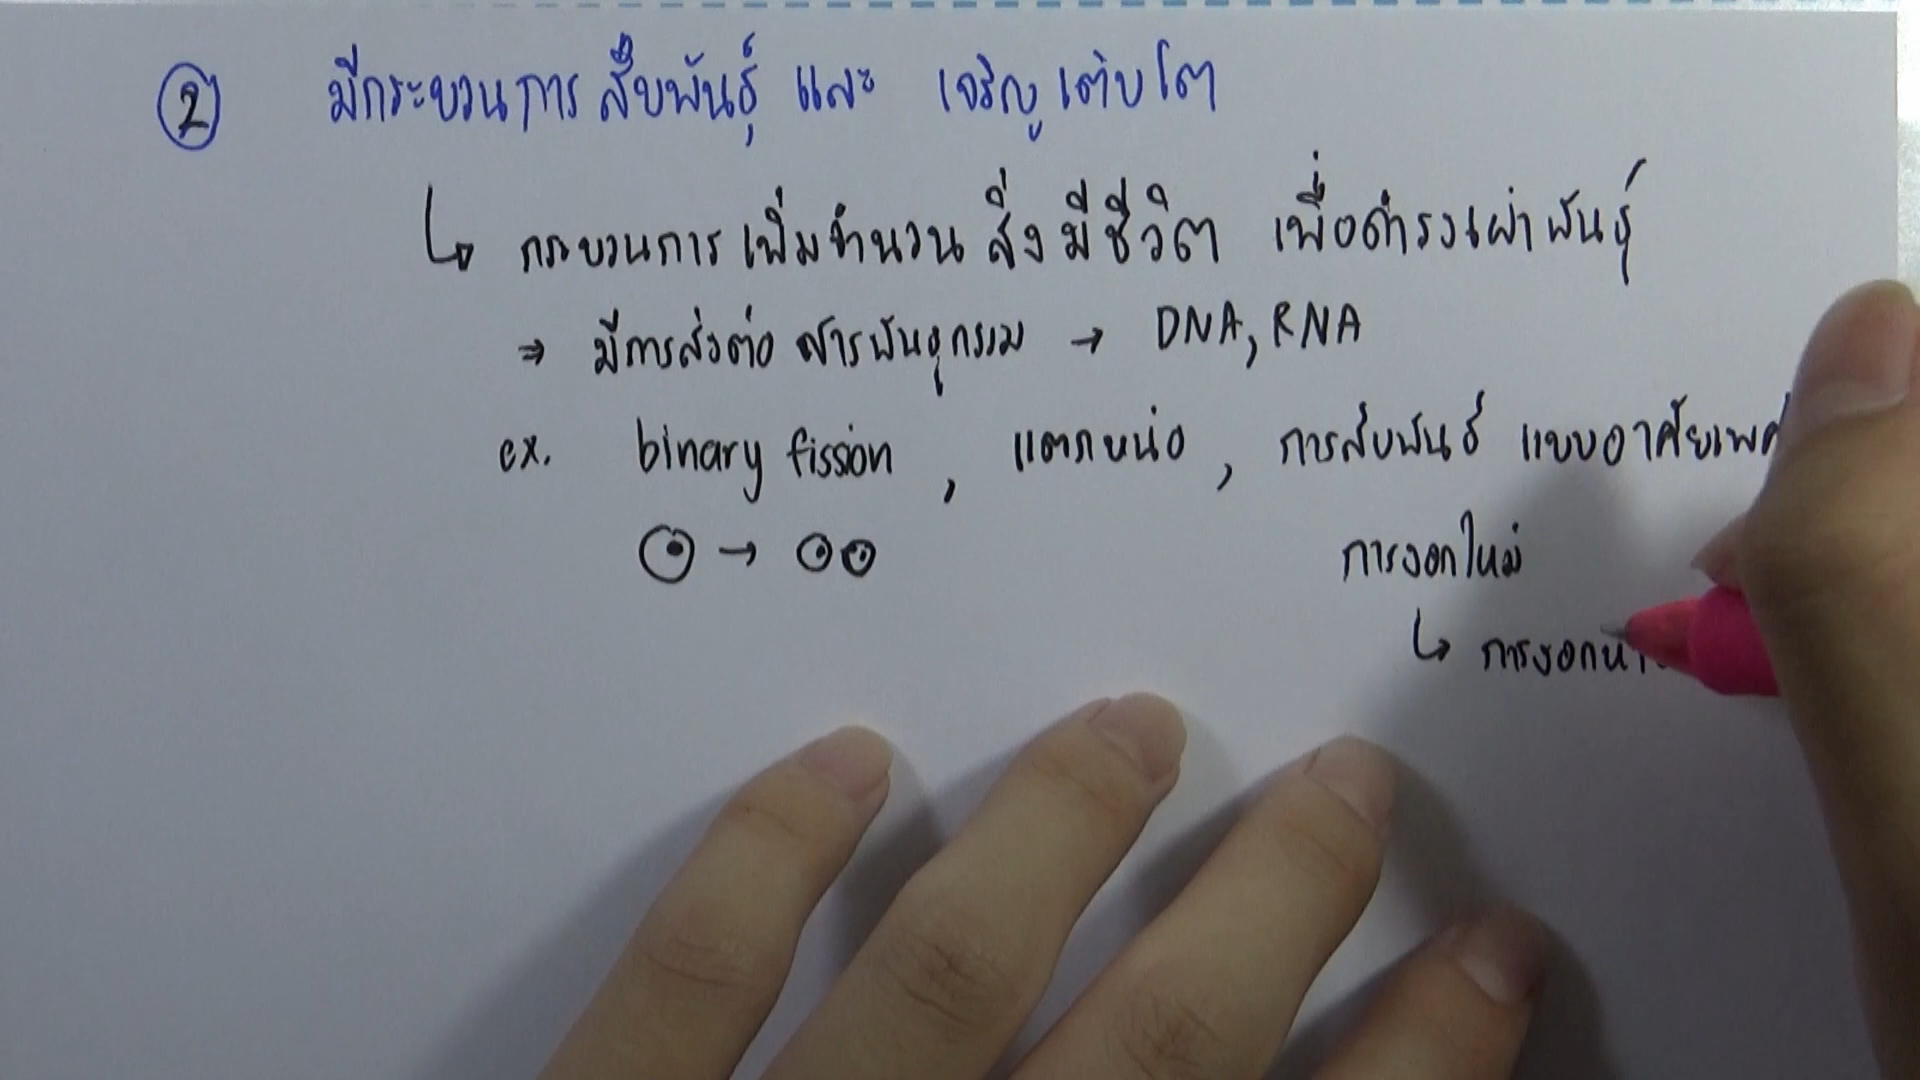 ② มีกระบวนการสืบพันธุ์ และ เจริญเติบโต
↳ กระบวนการเพิ่มจำนวนสิ่งมีชีวิต เพื่อดำรงเผ่าพันธุ์
⇒ มีการส่งต่อสารพันธุกรรม → DNA, RNA
ex. binary fission , แตกหน่อ , การสืบพันธ์ แบบอาศัยเพศ
→ การงอกใหม่
↳ การงอกหาง